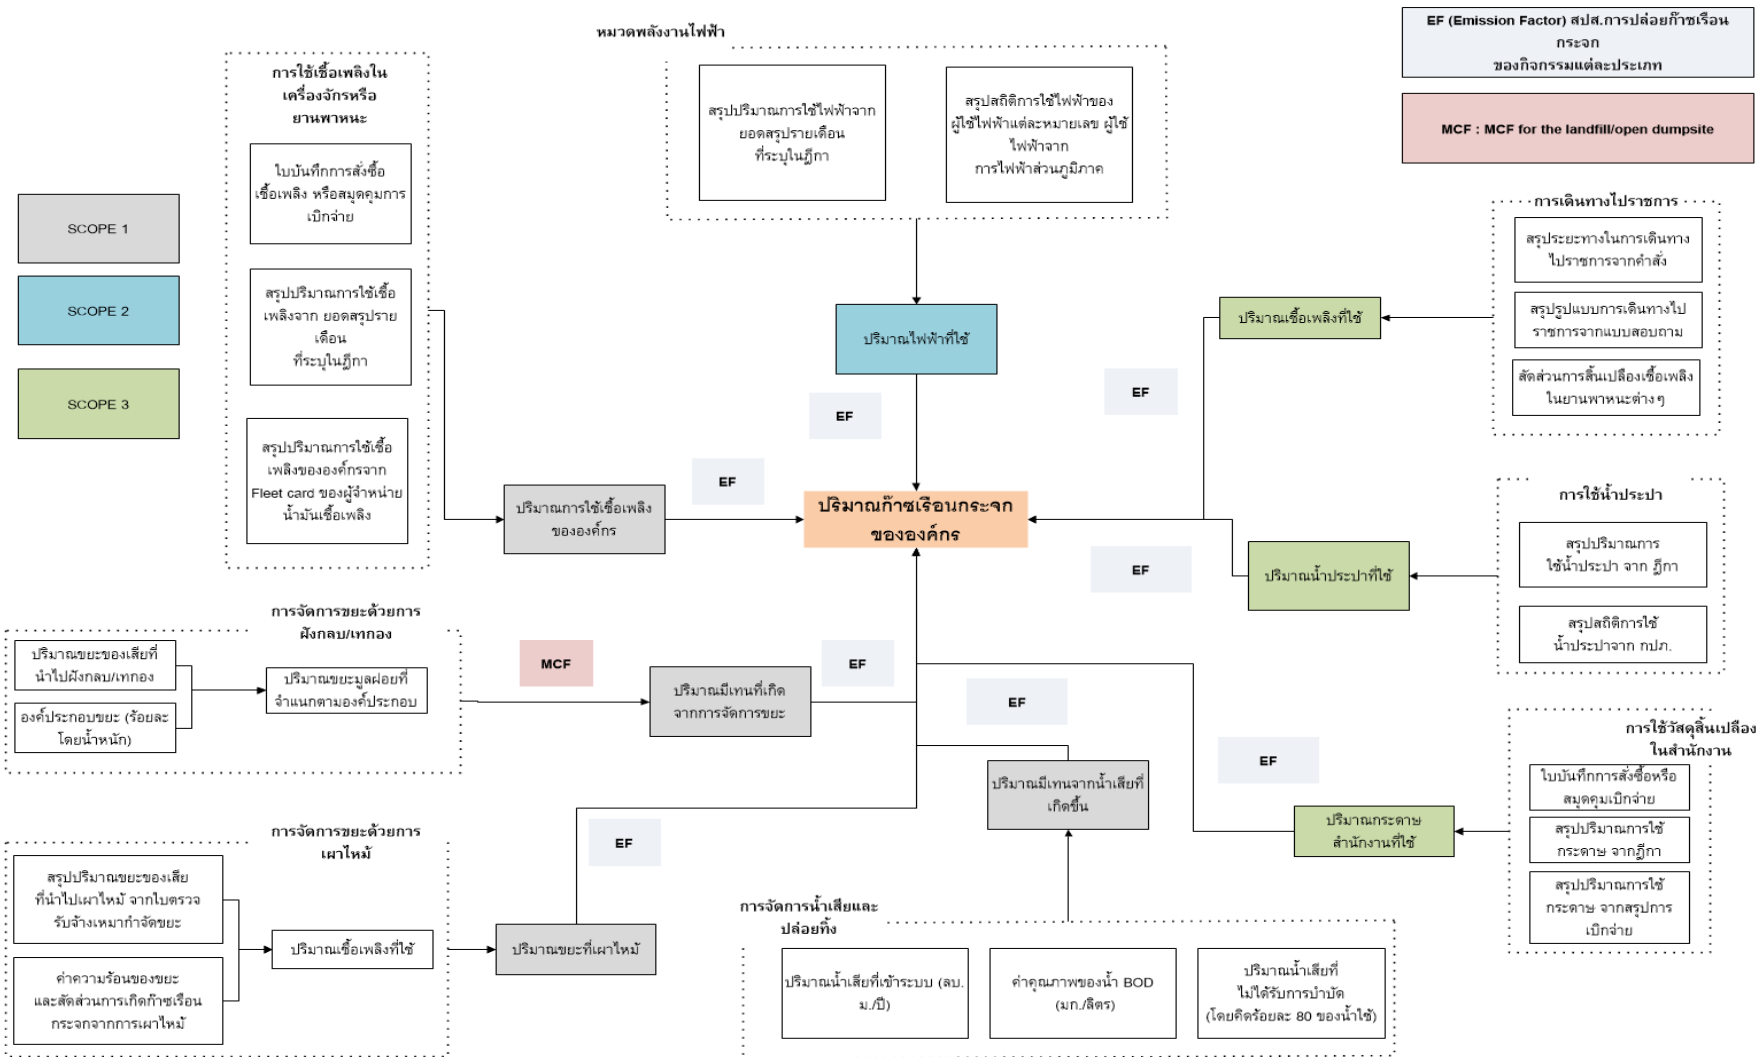 EF (Emission Factor) สปส.การปล่อยก๊าซเรือน
กระจก
ของกิจกรรมแต่ละประเภท
MCF : MCF for the landfill/open dumpsite
SCOPE 1
SCOPE 2
SCOPE 3
การใช้เชื้อเพลิงใน
เครื่องจักรหรือ
ยานพาหนะ
ใบบันทึกการสั่งซื้อ
เชื้อเพลิง หรือสมุดคุมการ
เบิกจ่าย
สรุปปริมาณการใช้เชื้อ
เพลิงจาก ยอดสรุปราย
เดือน
ที่ระบุในฎีกา
สรุปปริมาณการใช้เชื้อ
เพลิงขององค์กรจาก
Fleet card ของผู้จำหน่าย
น้ำมันเชื้อเพลิง
หมวดพลังงานไฟฟ้า
สรุปปริมาณการใช้ไฟฟ้าจาก
ยอดสรุปรายเดือน
ที่ระบุในฎีกา
สรุปสถิติการใช้ไฟฟ้าของ
ผู้ใช้ไฟฟ้าแต่ละหมายเลข ผู้ใช้
ไฟฟ้าจาก
การไฟฟ้าส่วนภูมิภาค
ปริมาณไฟฟ้าที่ใช้
EF
ปริมาณการใช้เชื้อเพลิง
ขององค์กร
EF
ปริมาณก๊าซเรือนกระจก
ขององค์กร
การเดินทางไปราชการ
สรุประยะทางในการเดินทาง
ไปราชการจากคำสั่ง
สรุปรูปแบบการเดินทางไป
ราชการจากแบบสอบถาม
สัดส่วนการสิ้นเปลืองเชื้อเพลิง
ในยานพาหนะต่างๆ
ปริมาณเชื้อเพลิงที่ใช้
EF
การใช้น้ำประปา
สรุปปริมาณการ
ใช้น้ำประปา จาก ฎีกา
สรุปสถิติการใช้
น้ำประปาจาก กปภ.
ปริมาณน้ำประปาที่ใช้
EF
การจัดการขยะด้วยการ
ฝังกลบ/เทกอง
ปริมาณขยะของเสียที่
นำไปฝังกลบ/เทกอง
องค์ประกอบขยะ (ร้อยละ
โดยน้ำหนัก)
ปริมาณขยะมูลฝอยที่
จำแนกตามองค์ประกอบ
MCF
ปริมาณมีเทนที่เกิด
จากการจัดการขยะ
EF
EF
ปริมาณมีเทนจากน้ำเสียที่
เกิดขึ้น
การใช้วัสดุสิ้นเปลือง
ในสำนักงาน
ใบบันทึกการสั่งซื้อหรือ
สมุดคุมเบิกจ่าย
สรุปปริมาณการใช้
กระดาษ จากฎีกา
สรุปปริมาณการใช้
กระดาษ จากสรุปการ
เบิกจ่าย
ปริมาณกระดาษ
สำนักงานที่ใช้
EF
การจัดการขยะด้วยการ
เผาไหม้
สรุปปริมาณขยะของเสีย
ที่นำไปเผาไหม้ จากใบตรวจ
รับจ้างเหมากำจัดขยะ
ค่าความร้อนของขยะ
และสัดส่วนการเกิดก๊าซเรือน
กระจกจากการเผาไหม้
ปริมาณเชื้อเพลิงที่ใช้
ปริมาณขยะที่เผาไหม้
EF
การจัดการน้ำเสียและ
ปล่อยทิ้ง
ปริมาณน้ำเสียที่เข้าระบบ (ลบ.
ม./ปี)
ค่าคุณภาพของน้ำ BOD
(มก./ลิตร)
ปริมาณน้ำเสียที่
ไม่ได้รับการบำบัด
(โดยคิดร้อยละ 80 ของน้ำใช้)